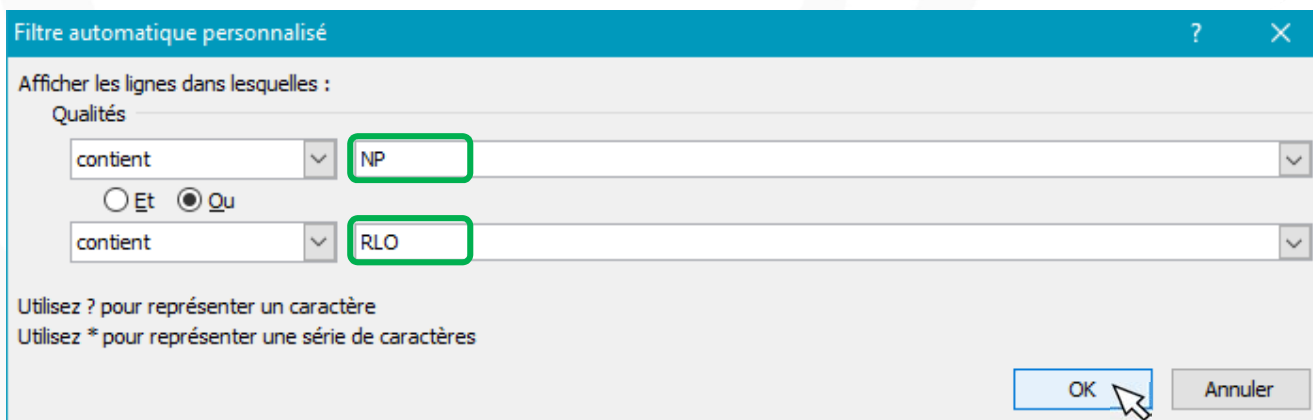 Filtre automatique personnalisé ?
Afficher les lignes dans lesquelles :
Qualités
contient NP
Et Ou
contient RLO
Utilisez ? pour représenter un caractère
Utilisez * pour représenter une série de caractères
OK Annuler